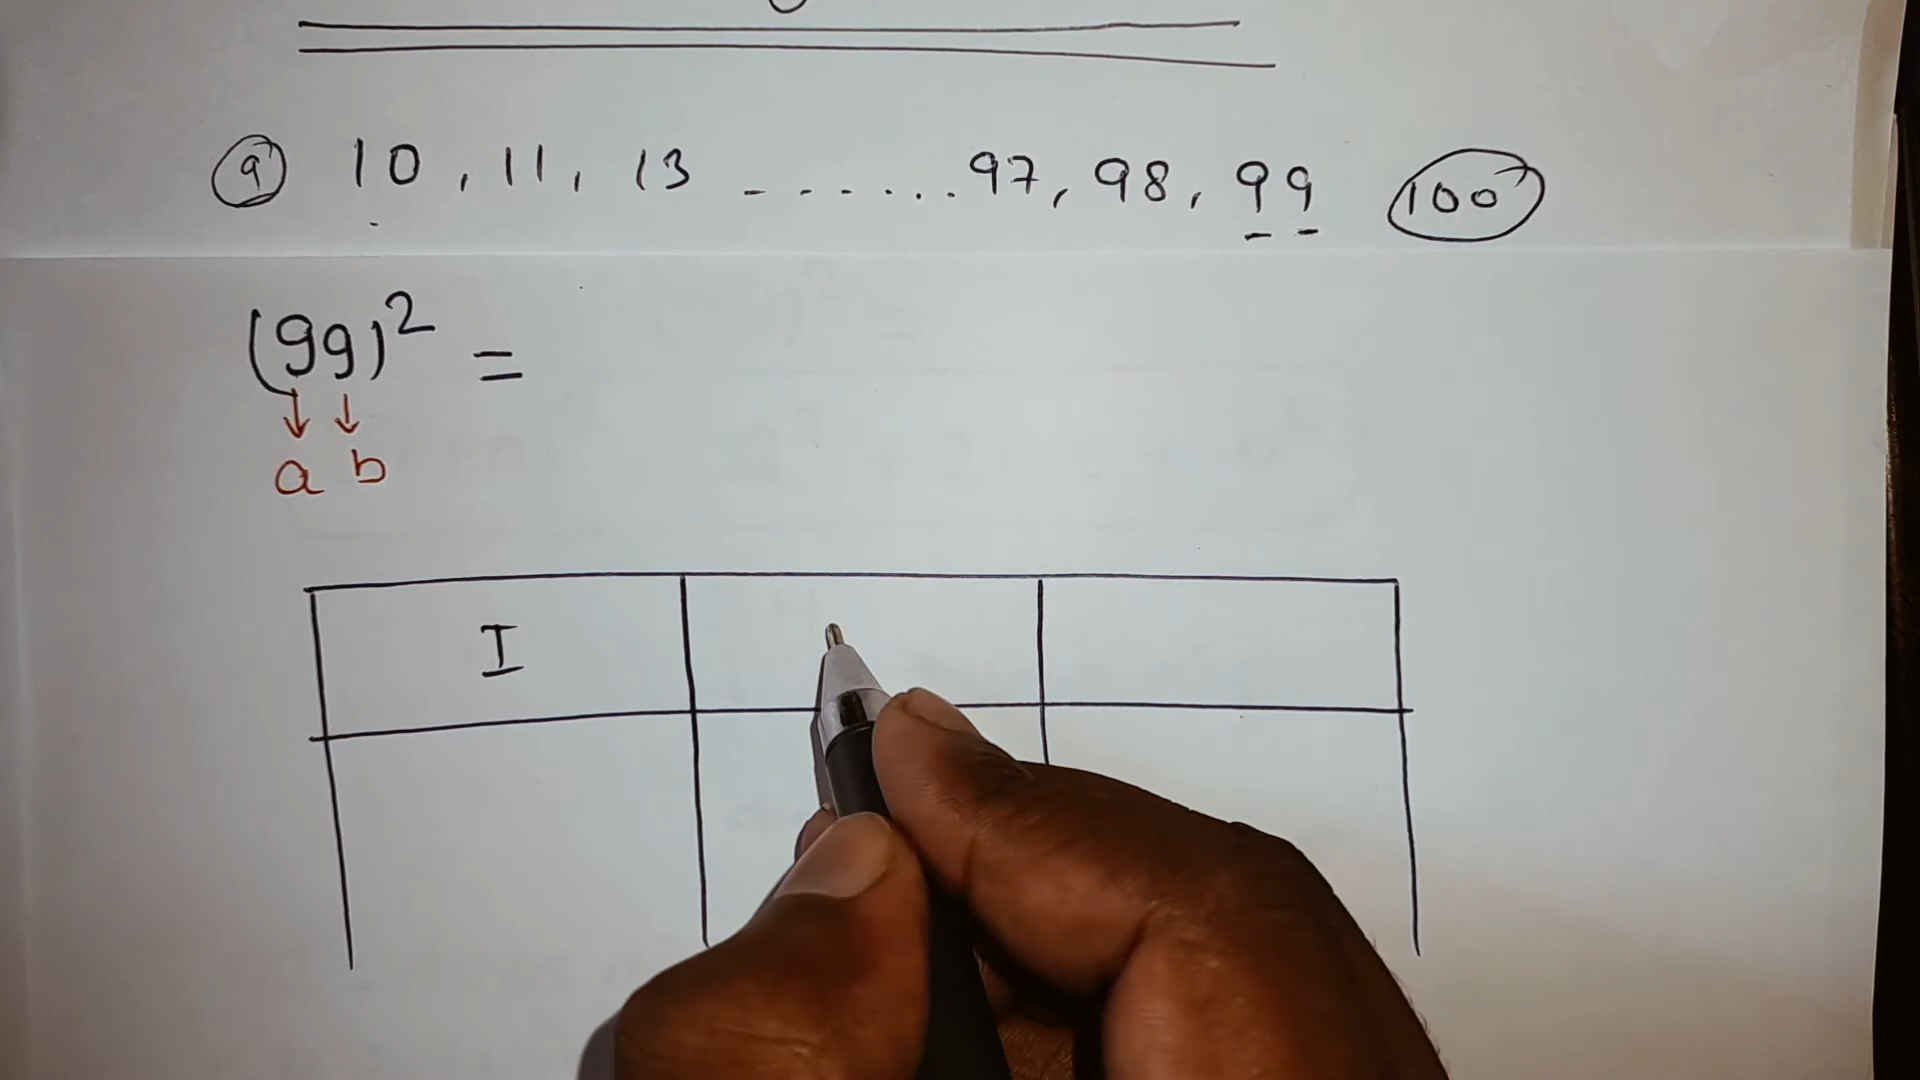 9 10, 11, 13 -......97, 98, 99 100
(99)² =
↓ ↓
a b
I